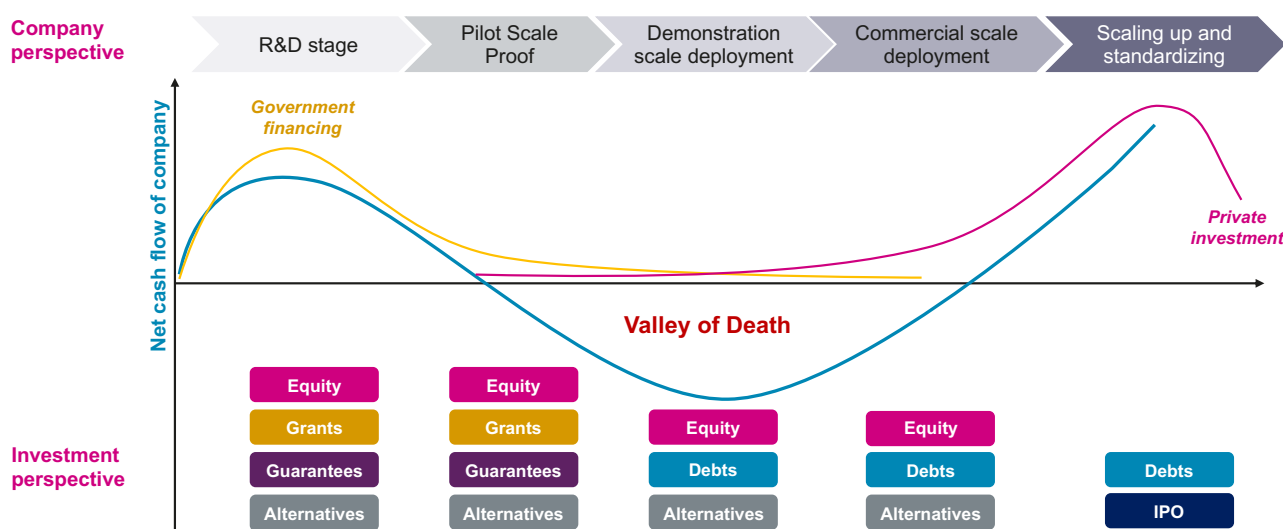 Company
perspective
R&D stage
Pilot Scale
Proof
Demonstration
scale deployment
Commercial scale
deployment
Scaling up and
standardizing
Net cash flow of company
Government
financing
Private
investment
Valley of Death
Investment
perspective
Equity
Grants
Guarantees
Alternatives
Equity
Grants
Guarantees
Alternatives
Equity
Debts
Alternatives
Equity
Debts
Alternatives
Debts
IPO